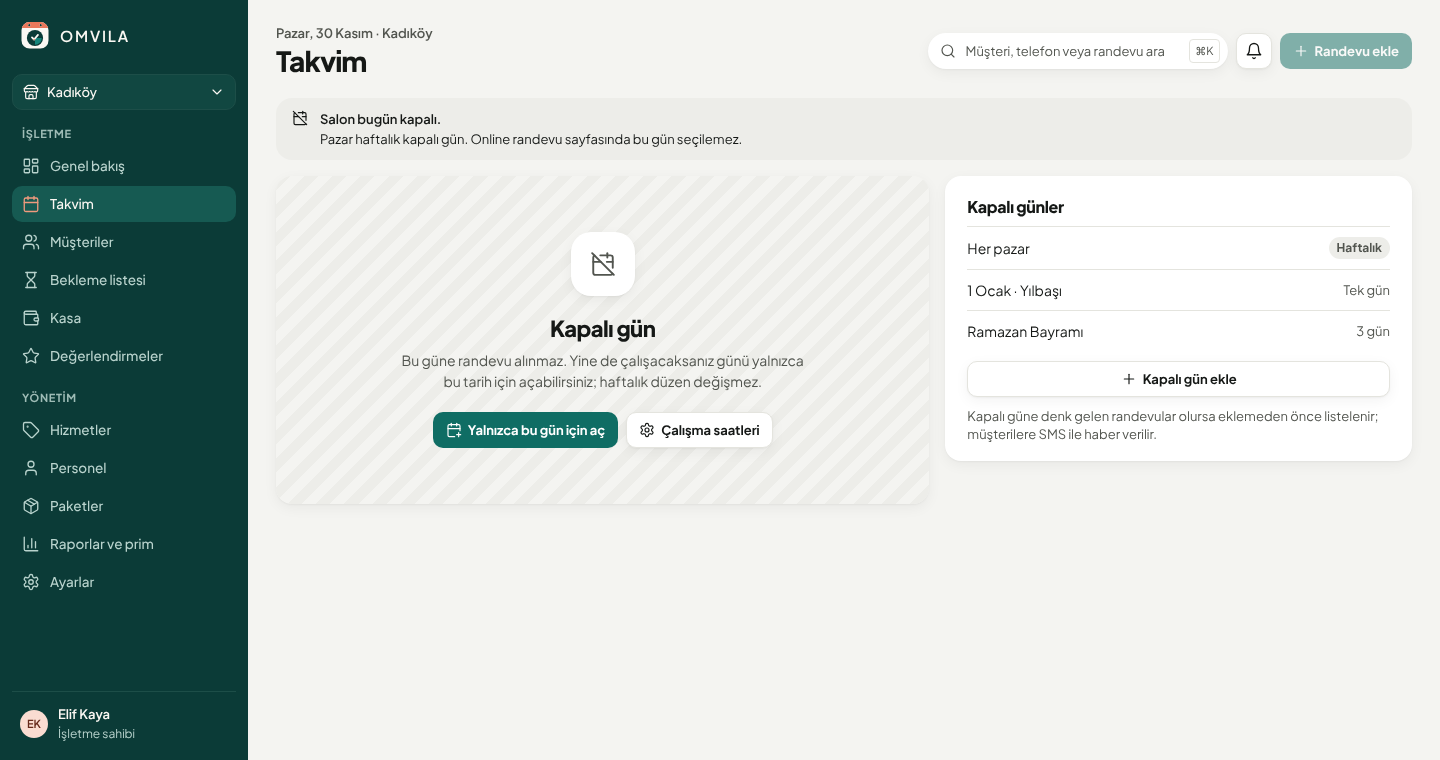 OMVILA
Kadıköy
İŞLETME
Genel bakış
Takvim
Müşteriler
Bekleme listesi
Kasa
Değerlendirmeler
YÖNETİM
Hizmetler
Personel
Paketler
Raporlar ve prim
Ayarlar
EK
Elif Kaya
İşletme sahibi
Pazar, 30 Kasım · Kadıköy
Takvim
Müşteri, telefon veya randevu ara
⌘K
Randevu ekle
Salon bugün kapalı.
Pazar haftalık kapalı gün. Online randevu sayfasında bu gün seçilemez.
Kapalı gün
Bu güne randevu alınmaz. Yine de çalışacaksanız günü yalnızca
bu tarih için açabilirsiniz; haftalık düzen değişmez.
Yalnızca bu gün için aç
Çalışma saatleri
Kapalı günler
Her pazar
Haftalık
1 Ocak · Yılbaşı
Tek gün
Ramazan Bayramı
3 gün
Kapalı gün ekle
Kapalı güne denk gelen randevular olursa eklemeden önce listelenir;
müşterilere SMS ile haber verilir.